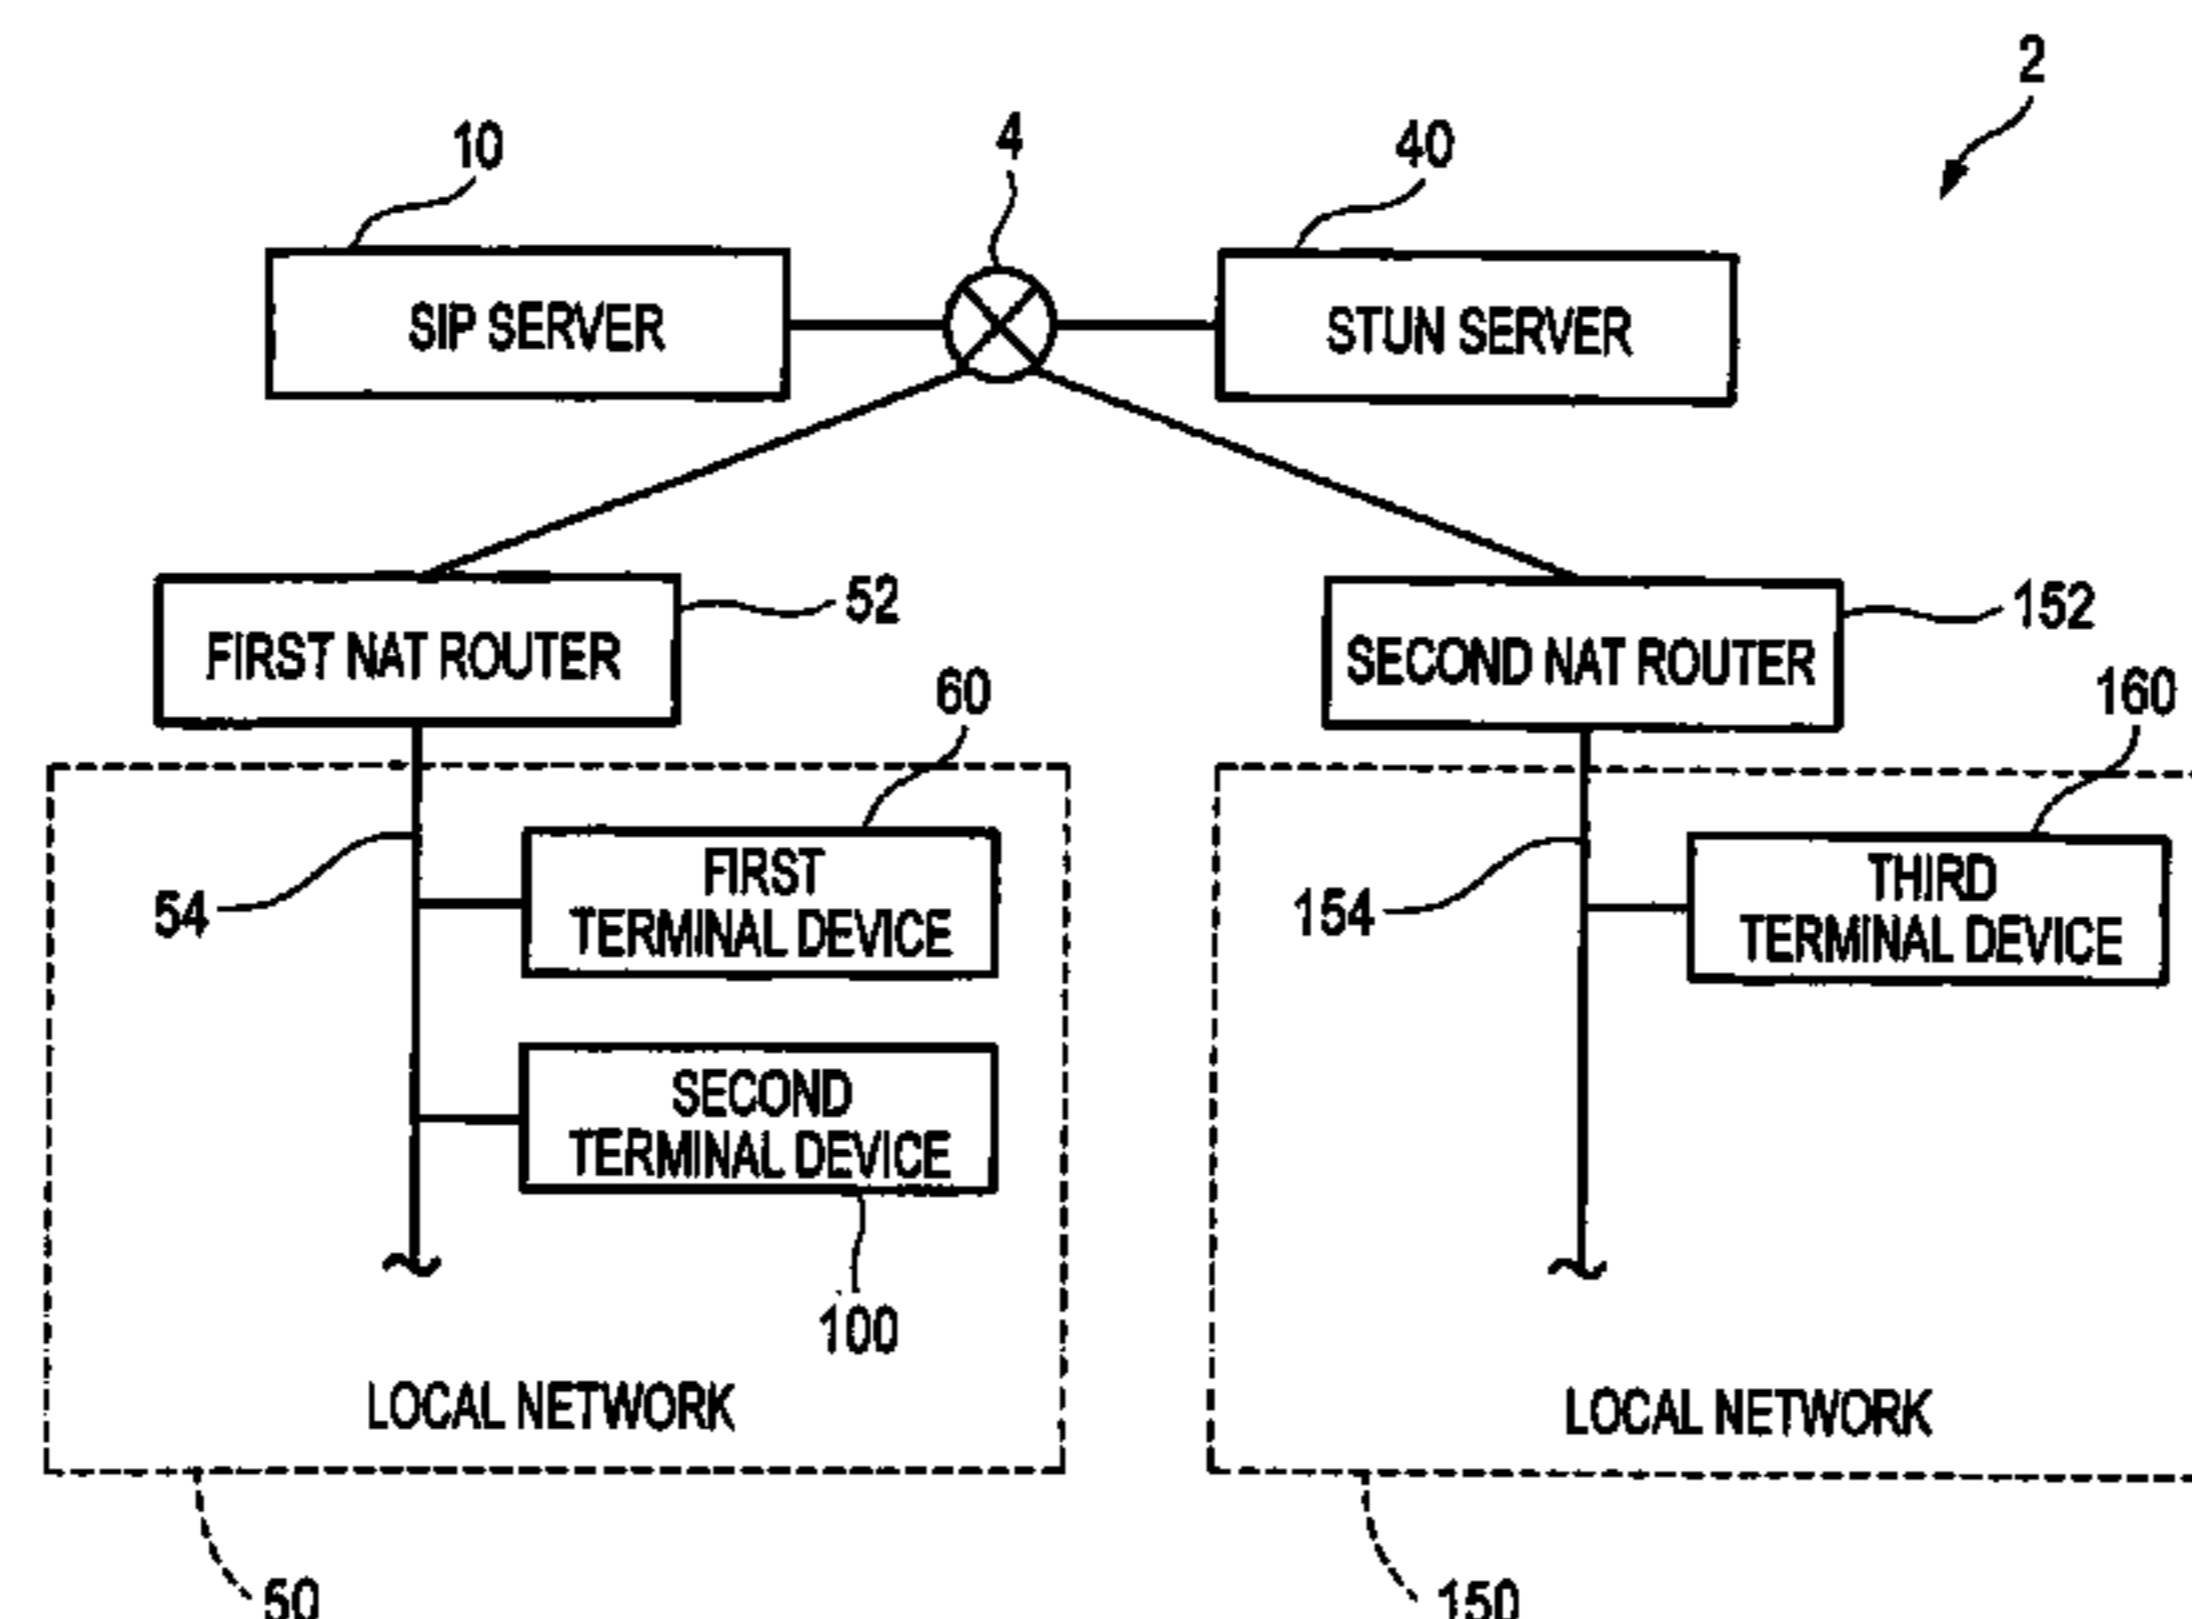 2
10
4
40
SIP SERVER
STUN SERVER
52
152
FIRST NAT ROUTER
SECOND NAT ROUTER
60
160
FIRST
TERMINAL DEVICE
54
THIRD
TERMINAL DEVICE
154
SECOND
TERMINAL DEVICE
100
LOCAL NETWORK
LOCAL NETWORK
50
150